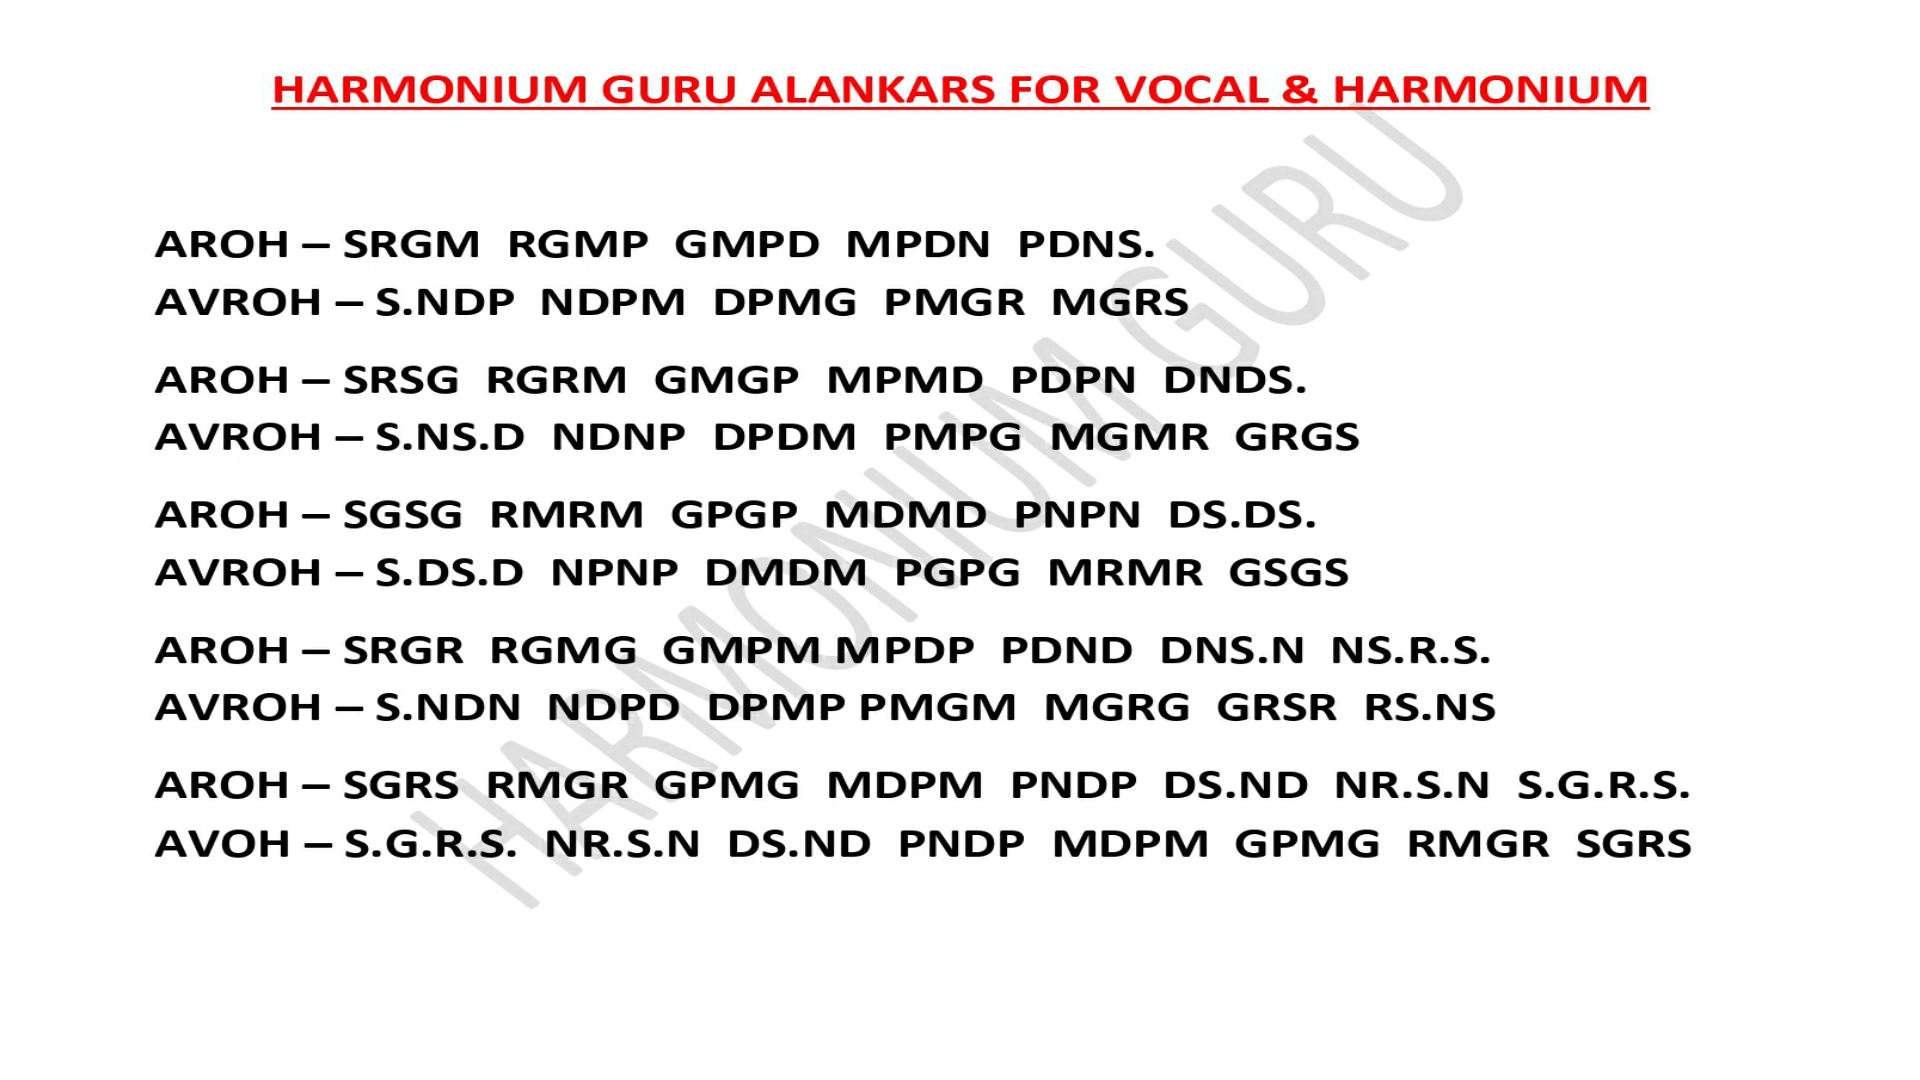 HARMONIUM GURU ALANKARS FOR VOCAL & HARMONIUM
AROH – SRGM RGMP GMPD MPDN PDNS.
AVROH – S.NDP NDPM DPMG PMGR MGRS
AROH – SRSG RGRM GMGP MPMD PDPN DNDS.
AVROH – S.NS.D NDNP DPDM PMPG MGMR GRGS
AROH – SGSG RMRM GPGP MDMD PNPN DS.DS.
AVROH – S.DS.D NPNP DMDM PGPG MRMR GSGS
AROH – SRGR RGMG GMPM MPDP PDND DNS.N NS.R.S.
AVROH – S.NDN NDPD DPMP PMGM MGRG GRSR RS.NS
AROH – SGRS RMGR GPMG MDPM PNDP DS.ND NR.S.N S.G.R.S.
AVOH – S.G.R.S. NR.S.N DS.ND PNDP MDPM GPMG RMGR SGRS
HARMONIUM GURU